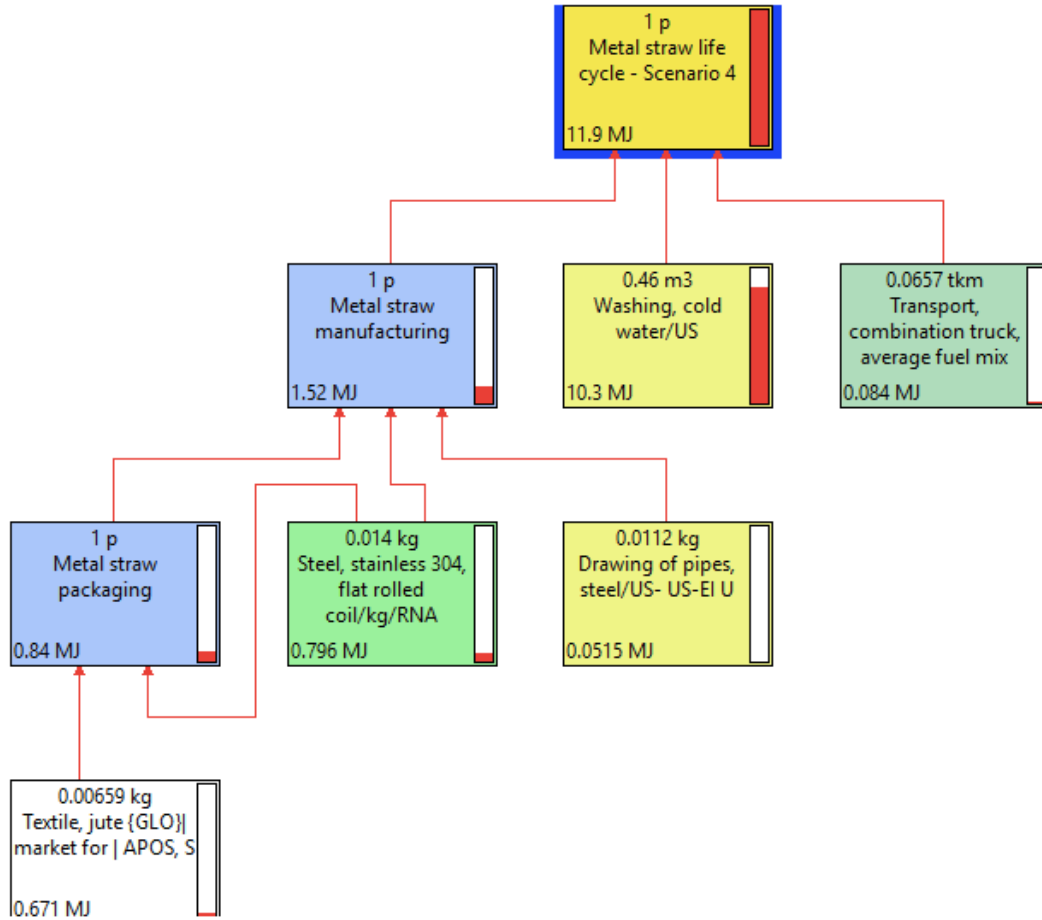 1 p
Metal straw life
cycle - Scenario 4
11.9 MJ
1 p
Metal straw
manufacturing
1.52 MJ
0.46 m3
Washing, cold
water/US
10.3 MJ
0.0657 tkm
Transport,
combination truck,
average fuel mix
0.084 MJ
1 p
Metal straw
packaging
0.84 MJ
0.014 kg
Steel, stainless 304,
flat rolled
coil/kg/RNA
0.796 MJ
0.0112 kg
Drawing of pipes,
steel/US- US-EI U
0.0515 MJ
0.00659 kg
Textile, jute {GLO}|
market for | APOS, S
0.671 MJ